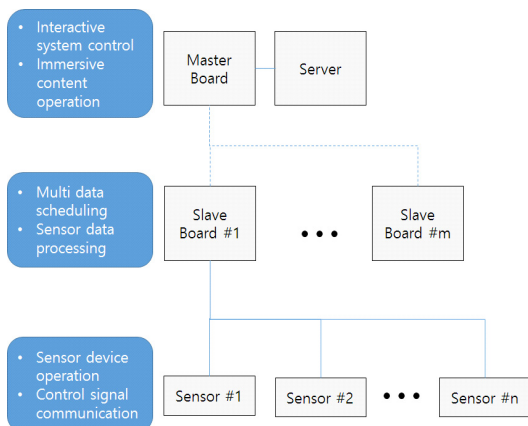 • Interactive
system control
• Immersive
content
operation
Master
Board
Server
• Multi data
scheduling
• Sensor data
processing
Slave
Board #1
• • •
Slave
Board #m
• Sensor device
operation
• Control signal
communication
Sensor #1
Sensor #2
• • •
Sensor #n